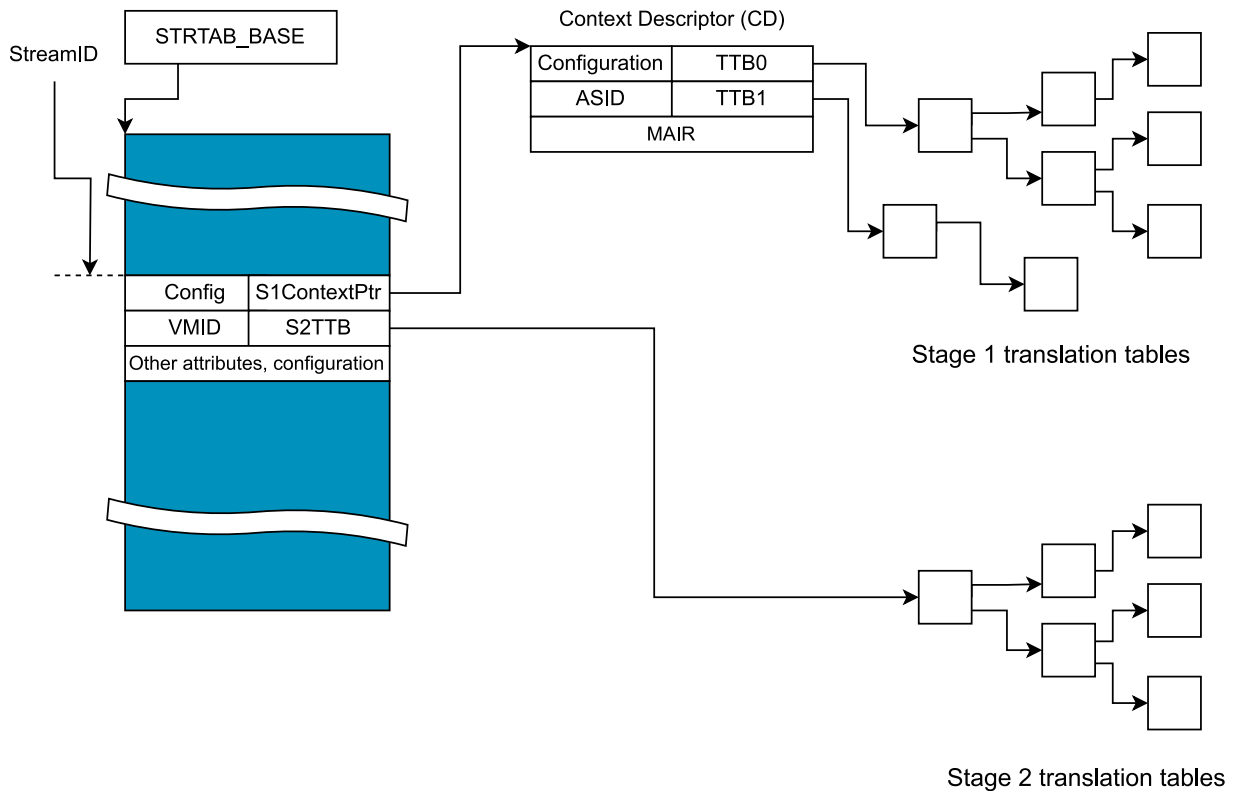 Context Descriptor (CD)
STRTAB_BASE
StreamID
Configuration TTB0
ASID TTB1
MAIR
Config S1ContextPtr
VMID S2TTB
Other attributes, configuration
Stage 1 translation tables
Stage 2 translation tables